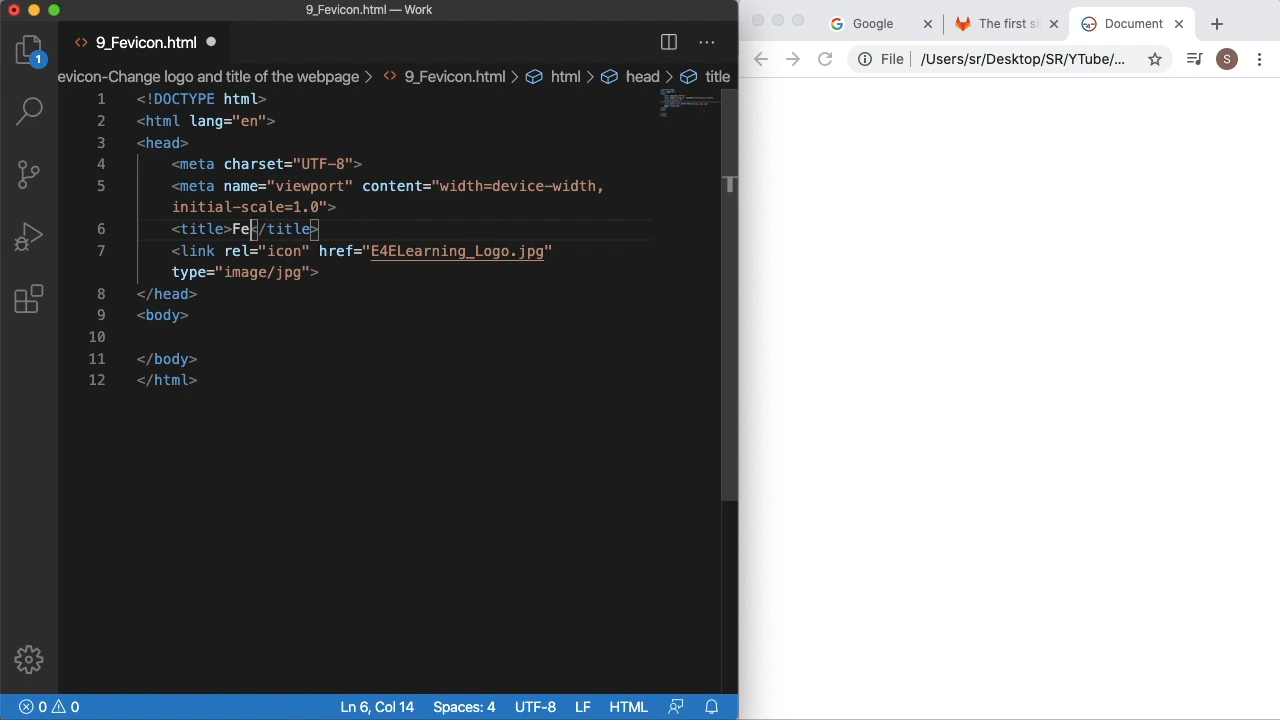 9_Fevicon.html — Work
9_Fevicon.html
evicon-Change logo and title of the webpage > <> 9_Fevicon.html > html > head > title
1 <!DOCTYPE html>
2 <html lang="en">
3 <head>
4 <meta charset="UTF-8">
5 <meta name="viewport" content="width=device-width,
initial-scale=1.0">
6 <title>Fe</title>
7 <link rel="icon" href="E4ELearning_Logo.jpg"
type="image/jpg">
8 </head>
9 <body>
10
11 </body>
12 </html>
1
0 0
Ln 6, Col 14 Spaces: 4 UTF-8 LF HTML
Google The first si Document
File /Users/sr/Desktop/SR/YTube/... S